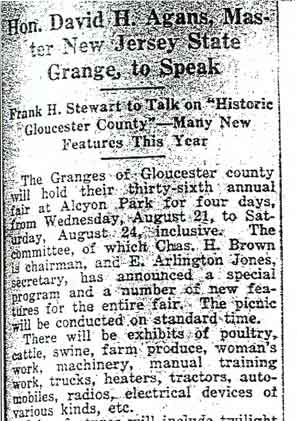 Hon. David H. Agans, Mas-
ter New Jersey State
Grange, to Speak
Frank H. Stewart to Talk on "Historic
Gloucester County"—Many New
Features This Year
The Granges of Gloucester county
will hold their thirty-sixth annual
fair at Alcyon Park for four days,
from Wednesday, August 21, to Sat-
urday, August 24, inclusive. The
committee, of which Chas. H. Brown
is chairman, and E. Arlington Jones,
secretary, has announced a special
program and a number of new fea-
tures for the entire fair. The picnic
will be conducted on standard time.
There will be exhibits of poultry,
cattle, swine, farm produce, woman's
work, machinery, manual training
work, trucks, heaters, tractors, auto-
mobiles, radios, electrical devices of
various kinds, etc.
will include twilight